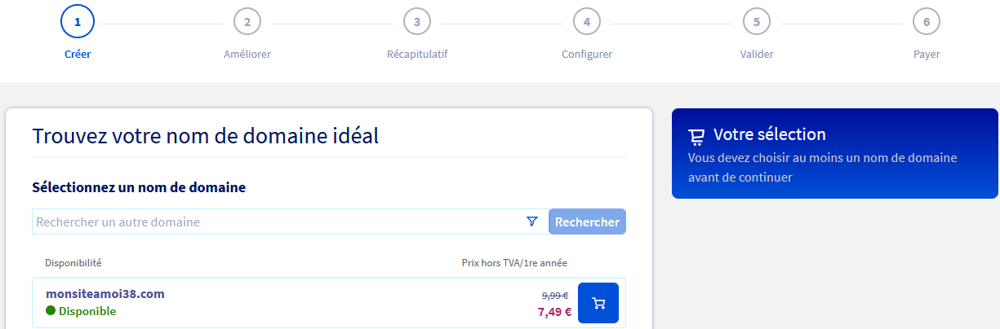 1 2 3 4 5 6
Créer Améliorer Récapitulatif Configurer Valider Payer
Trouvez votre nom de domaine idéal
Sélectionnez un nom de domaine
Rechercher un autre domaine Rechercher
Disponibilité Prix hors TVA/1re année
monsiteamoi38.com 9,99 €
Disponible 7,49 €
Votre sélection
Vous devez choisir au moins un nom de domaine
avant de continuer